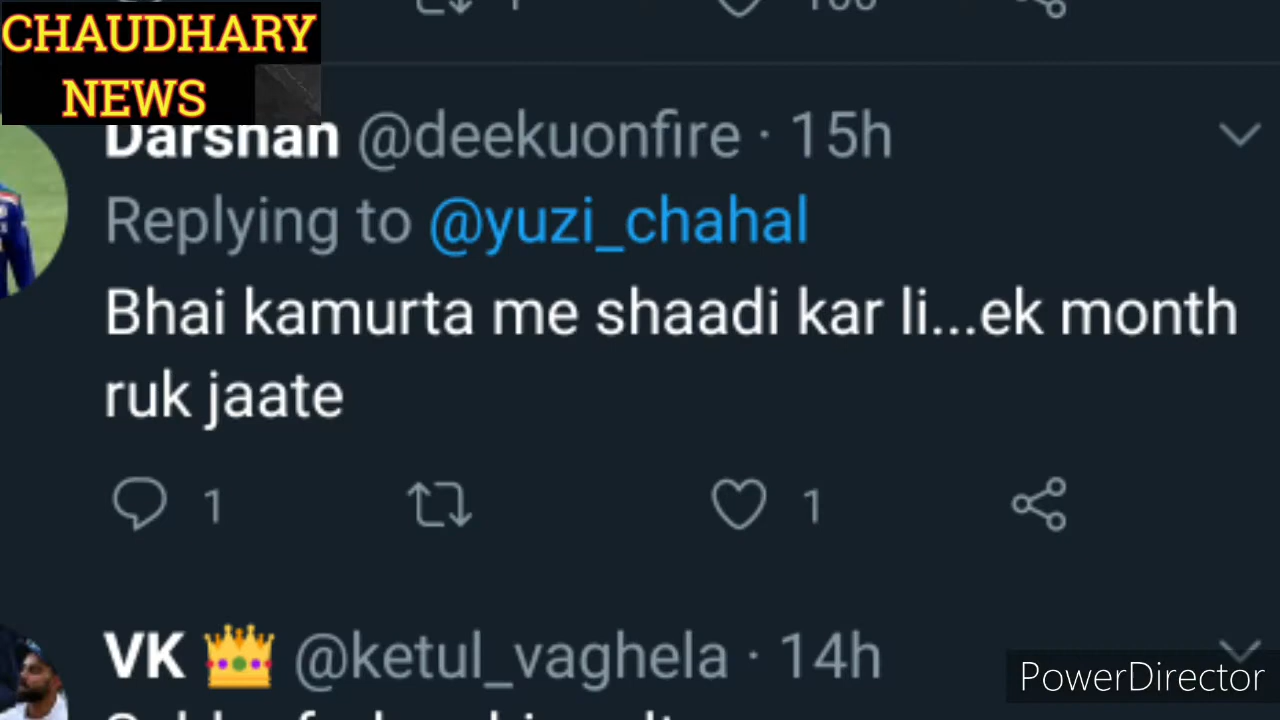 CHAUDHARY
NEWS
Darshan @deekuonfire · 15h
Replying to @yuzi_chahal
Bhai kamurta me shaadi kar li...ek month
ruk jaate
1 1
VK 👑 @ketul_vaghela · 14h
PowerDirector